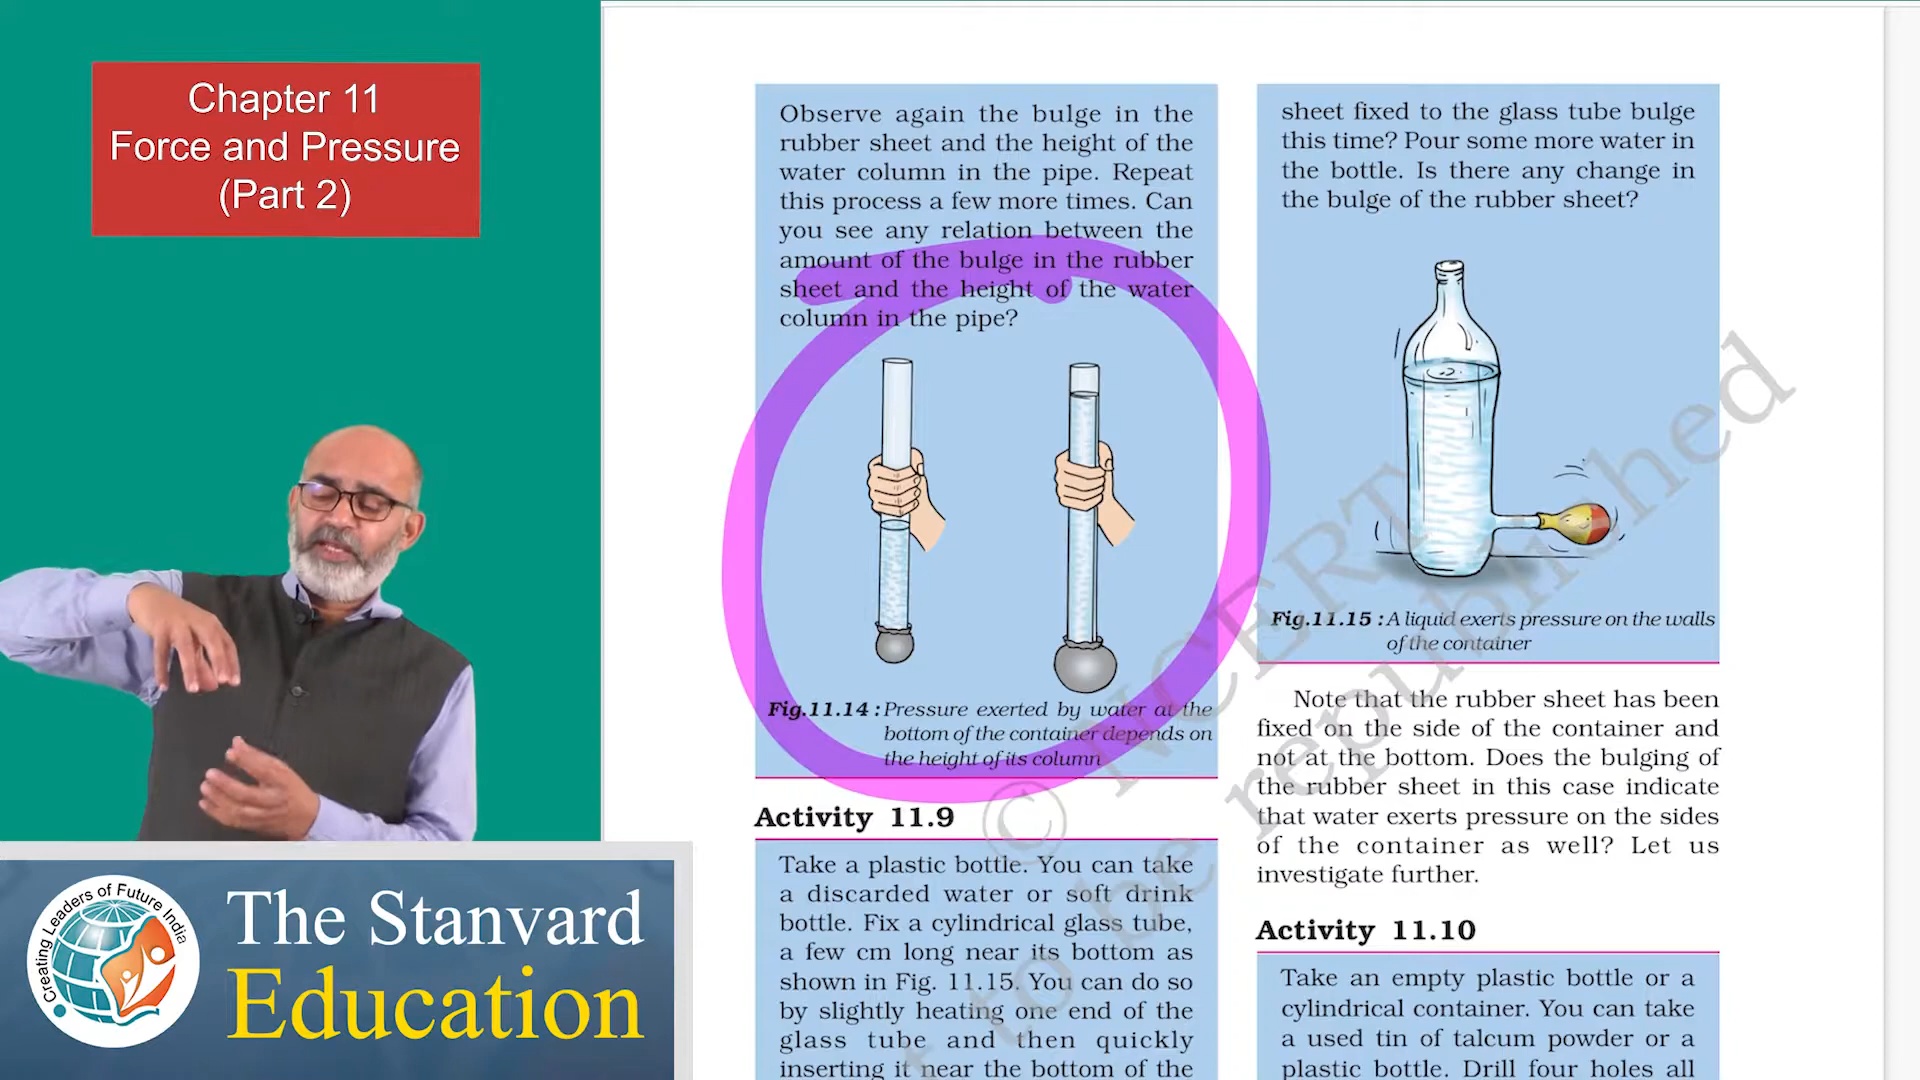 Chapter 11
Force and Pressure
(Part 2)
Observe again the bulge in the
rubber sheet and the height of the
water column in the pipe. Repeat
this process a few more times. Can
you see any relation between the
amount of the bulge in the rubber
sheet and the height of the water
column in the pipe?
Fig.11.14 : Pressure exerted by water at the
bottom of the container depends on
the height of its column
Activity 11.9
Take a plastic bottle. You can take
a discarded water or soft drink
bottle. Fix a cylindrical glass tube,
a few cm long near its bottom as
shown in Fig. 11.15. You can do so
by slightly heating one end of the
glass tube and then quickly
inserting it near the bottom of the
sheet fixed to the glass tube bulge
this time? Pour some more water in
the bottle. Is there any change in
the bulge of the rubber sheet?
Fig.11.15 : A liquid exerts pressure on the walls
of the container
Note that the rubber sheet has been
fixed on the side of the container and
not at the bottom. Does the bulging of
the rubber sheet in this case indicate
that water exerts pressure on the sides
of the container as well? Let us
investigate further.
Activity 11.10
Take an empty plastic bottle or a
cylindrical container. You can take
a used tin of talcum powder or a
plastic bottle. Drill four holes all
© NCERT
to be republished
Creating Leaders of Future India
The Stanvard
Education